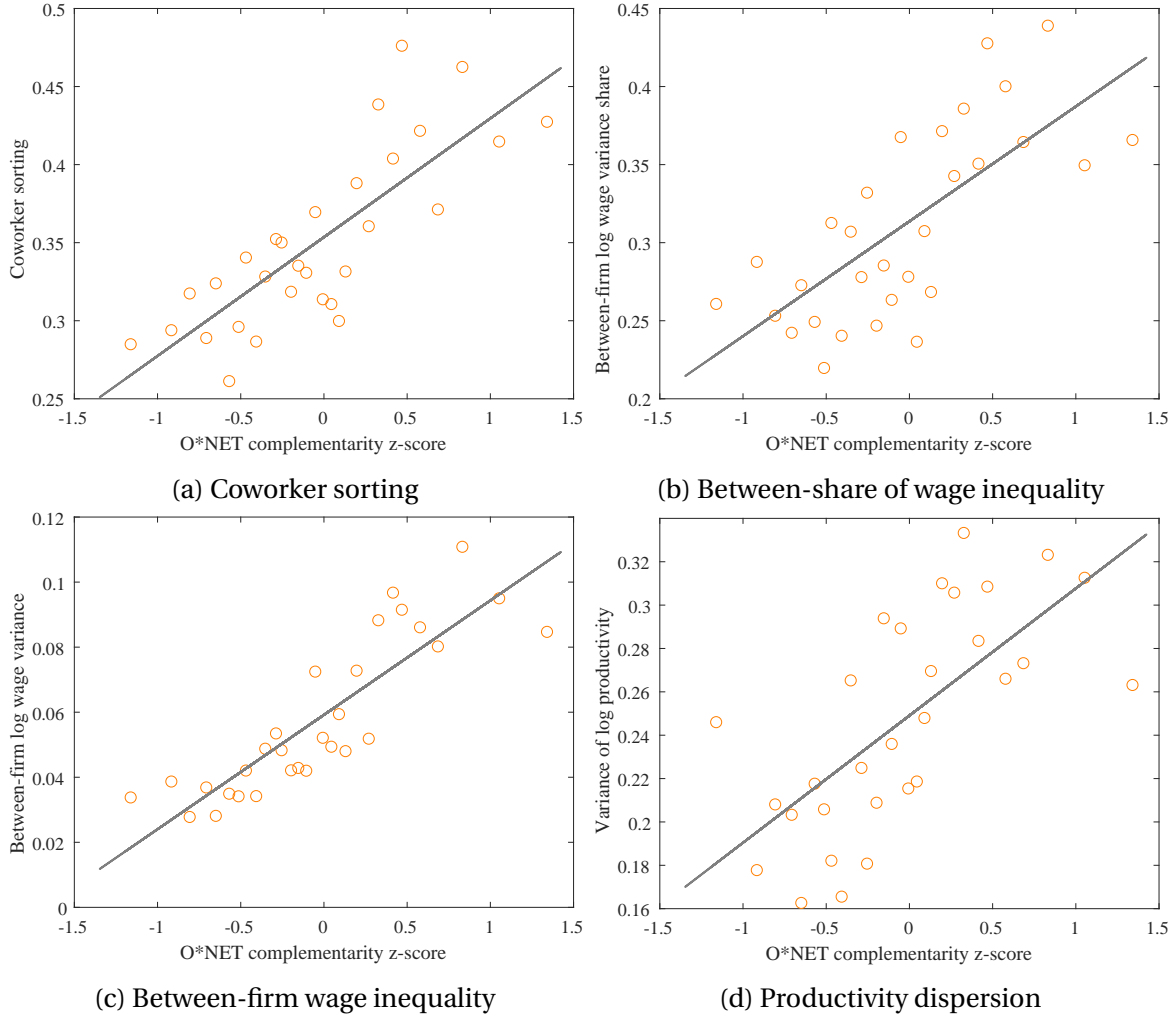 0.5
0.45
0.4
0.35
0.3
0.25
Coworker sorting
-1.5 -1 -0.5 0 0.5 1 1.5
O*NET complementarity z-score
(a) Coworker sorting
0.45
0.4
0.35
0.3
0.25
0.2
Between-firm log wage variance share
-1.5 -1 -0.5 0 0.5 1 1.5
O*NET complementarity z-score
(b) Between-share of wage inequality
0.12
0.1
0.08
0.06
0.04
0.02
0
Between-firm log wage variance
-1.5 -1 -0.5 0 0.5 1 1.5
O*NET complementarity z-score
(c) Between-firm wage inequality
0.32
0.3
0.28
0.26
0.24
0.22
0.2
0.18
0.16
Variance of log productivity
-1.5 -1 -0.5 0 0.5 1 1.5
O*NET complementarity z-score
(d) Productivity dispersion